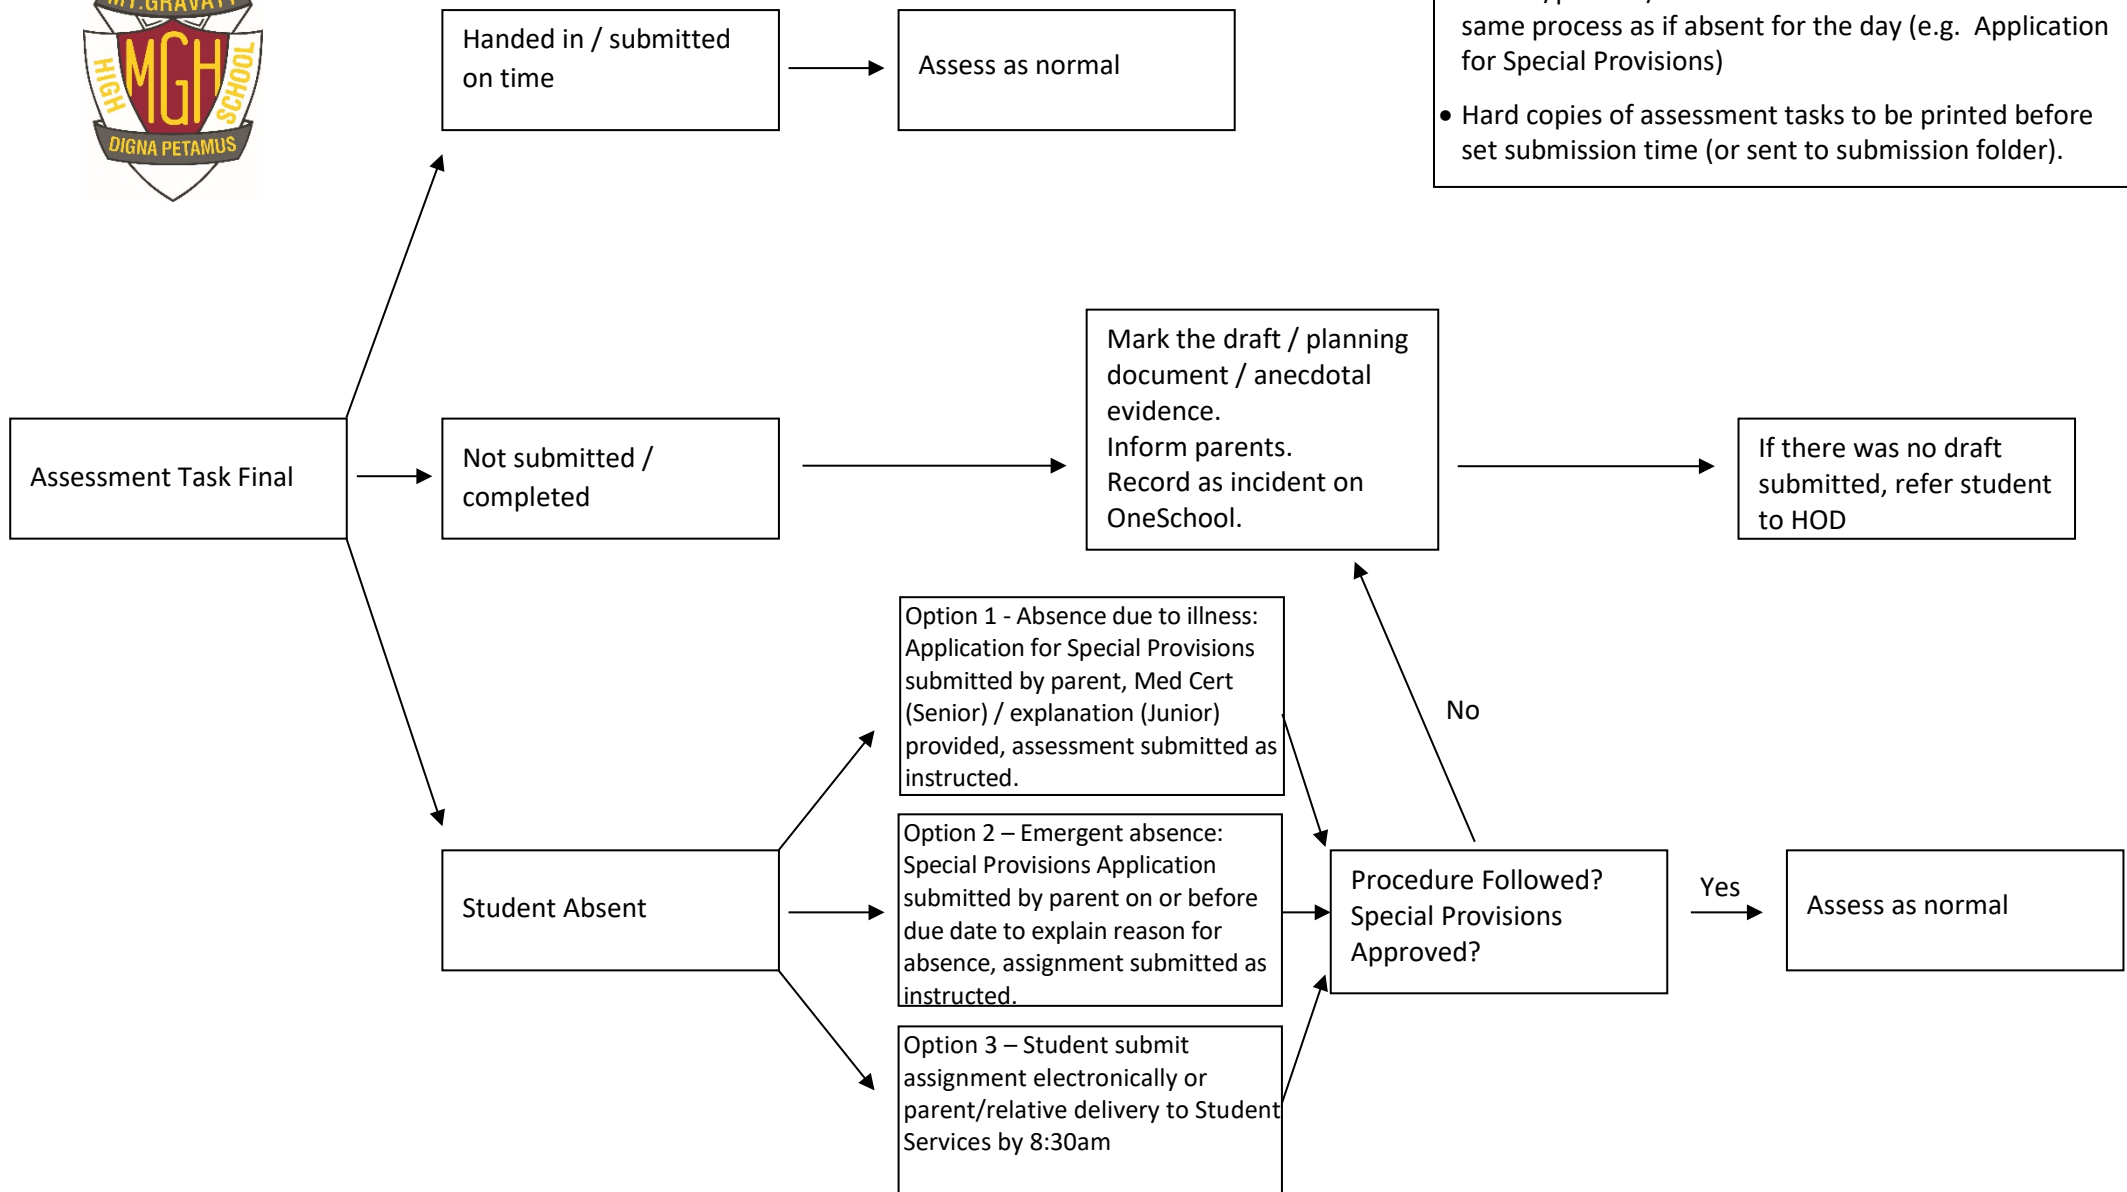 MT.GRAVATT
HIGH
MGH
SCHOOL
DIGNA PETAMUS
Handed in / submitted
on time
Assess as normal
same process as if absent for the day (e.g.  Application
for Special Provisions)
• Hard copies of assessment tasks to be printed before
set submission time (or sent to submission folder).
Assessment Task Final
Not submitted /
completed
Mark the draft / planning
document / anecdotal
evidence.
Inform parents.
Record as incident on
OneSchool.
If there was no draft
submitted, refer student
to HOD
Student Absent
Option 1 - Absence due to illness:
Application for Special Provisions
submitted by parent, Med Cert
(Senior) / explanation (Junior)
provided, assessment submitted as
instructed.
Option 2 – Emergent absence:
Special Provisions Application
submitted by parent on or before
due date to explain reason for
absence, assignment submitted as
instructed.
Option 3 – Student submit
assignment electronically or
parent/relative delivery to Student
Services by 8:30am
No
Procedure Followed?
Special Provisions
Approved?
Yes
Assess as normal